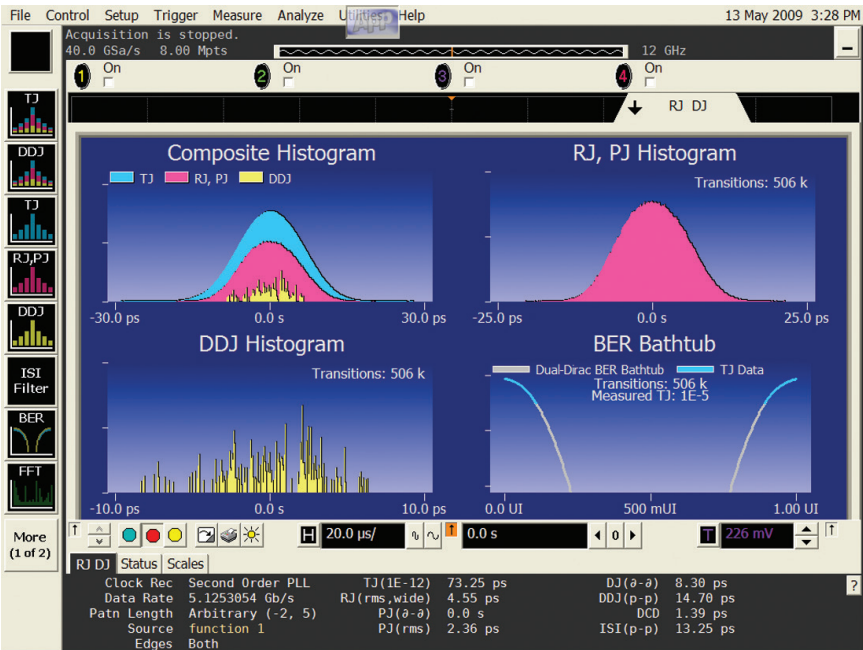 File Control Setup Trigger Measure Analyze Utilities Help 13 May 2009 3:28 PM
Acquisition is stopped.
40.0 GSa/s 8.00 Mpts 12 GHz
1 On 2 On 3 On 4 On
RJ DJ
TJ
DDJ
TJ
RJ,PJ
DDJ
ISI
Filter
BER
FFT
More
(1 of 2)
Composite Histogram
TJ RJ, PJ DDJ
-30.0 ps 0.0 s 30.0 ps
RJ, PJ Histogram
Transitions: 506 k
-25.0 ps 0.0 s 25.0 ps
DDJ Histogram
Transitions: 506 k
-10.0 ps 0.0 s 10.0 ps
BER Bathtub
Dual-Dirac BER Bathtub TJ Data
Transitions: 506 k
Measured TJ: 1E-5
0.0 UI 500 mUI 1.00 UI
H 20.0 µs/ 0.0 s 0 T 226 mV
RJ DJ Status Scales
Clock Rec Second Order PLL TJ(1E-12) 73.25 ps DJ(∂-∂) 8.30 ps
Data Rate 5.1253054 Gb/s RJ(rms,wide) 4.55 ps DDJ(p-p) 14.70 ps
Patn Length Arbitrary (-2, 5) PJ(∂-∂) 0.0 s DCD 1.39 ps
Source function 1 PJ(rms) 2.36 ps ISI(p-p) 13.25 ps
Edges Both
?